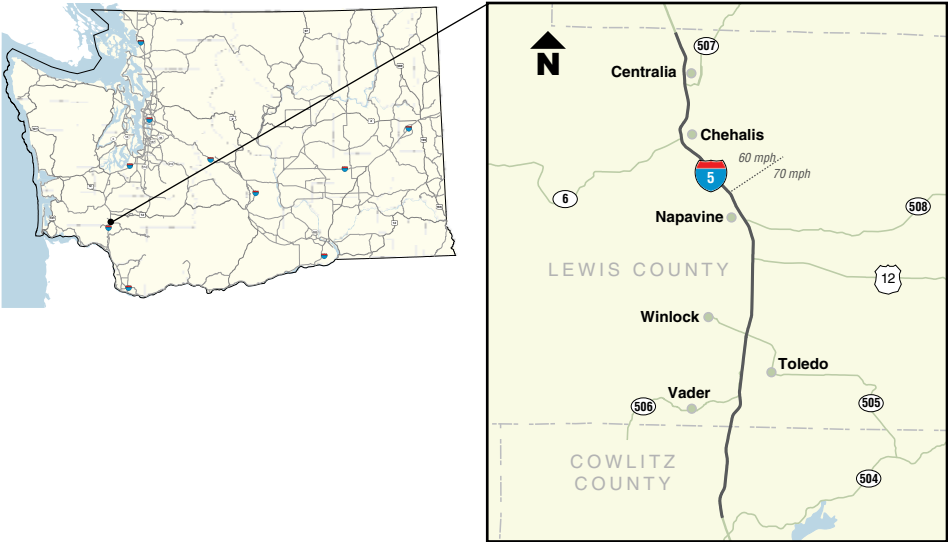 N
507
Centralia
Chehalis
60 mph
70 mph
5
6
508
Napavine
LEWIS COUNTY
12
Winlock
Toledo
Vader
506
505
COWLITZ
COUNTY
504